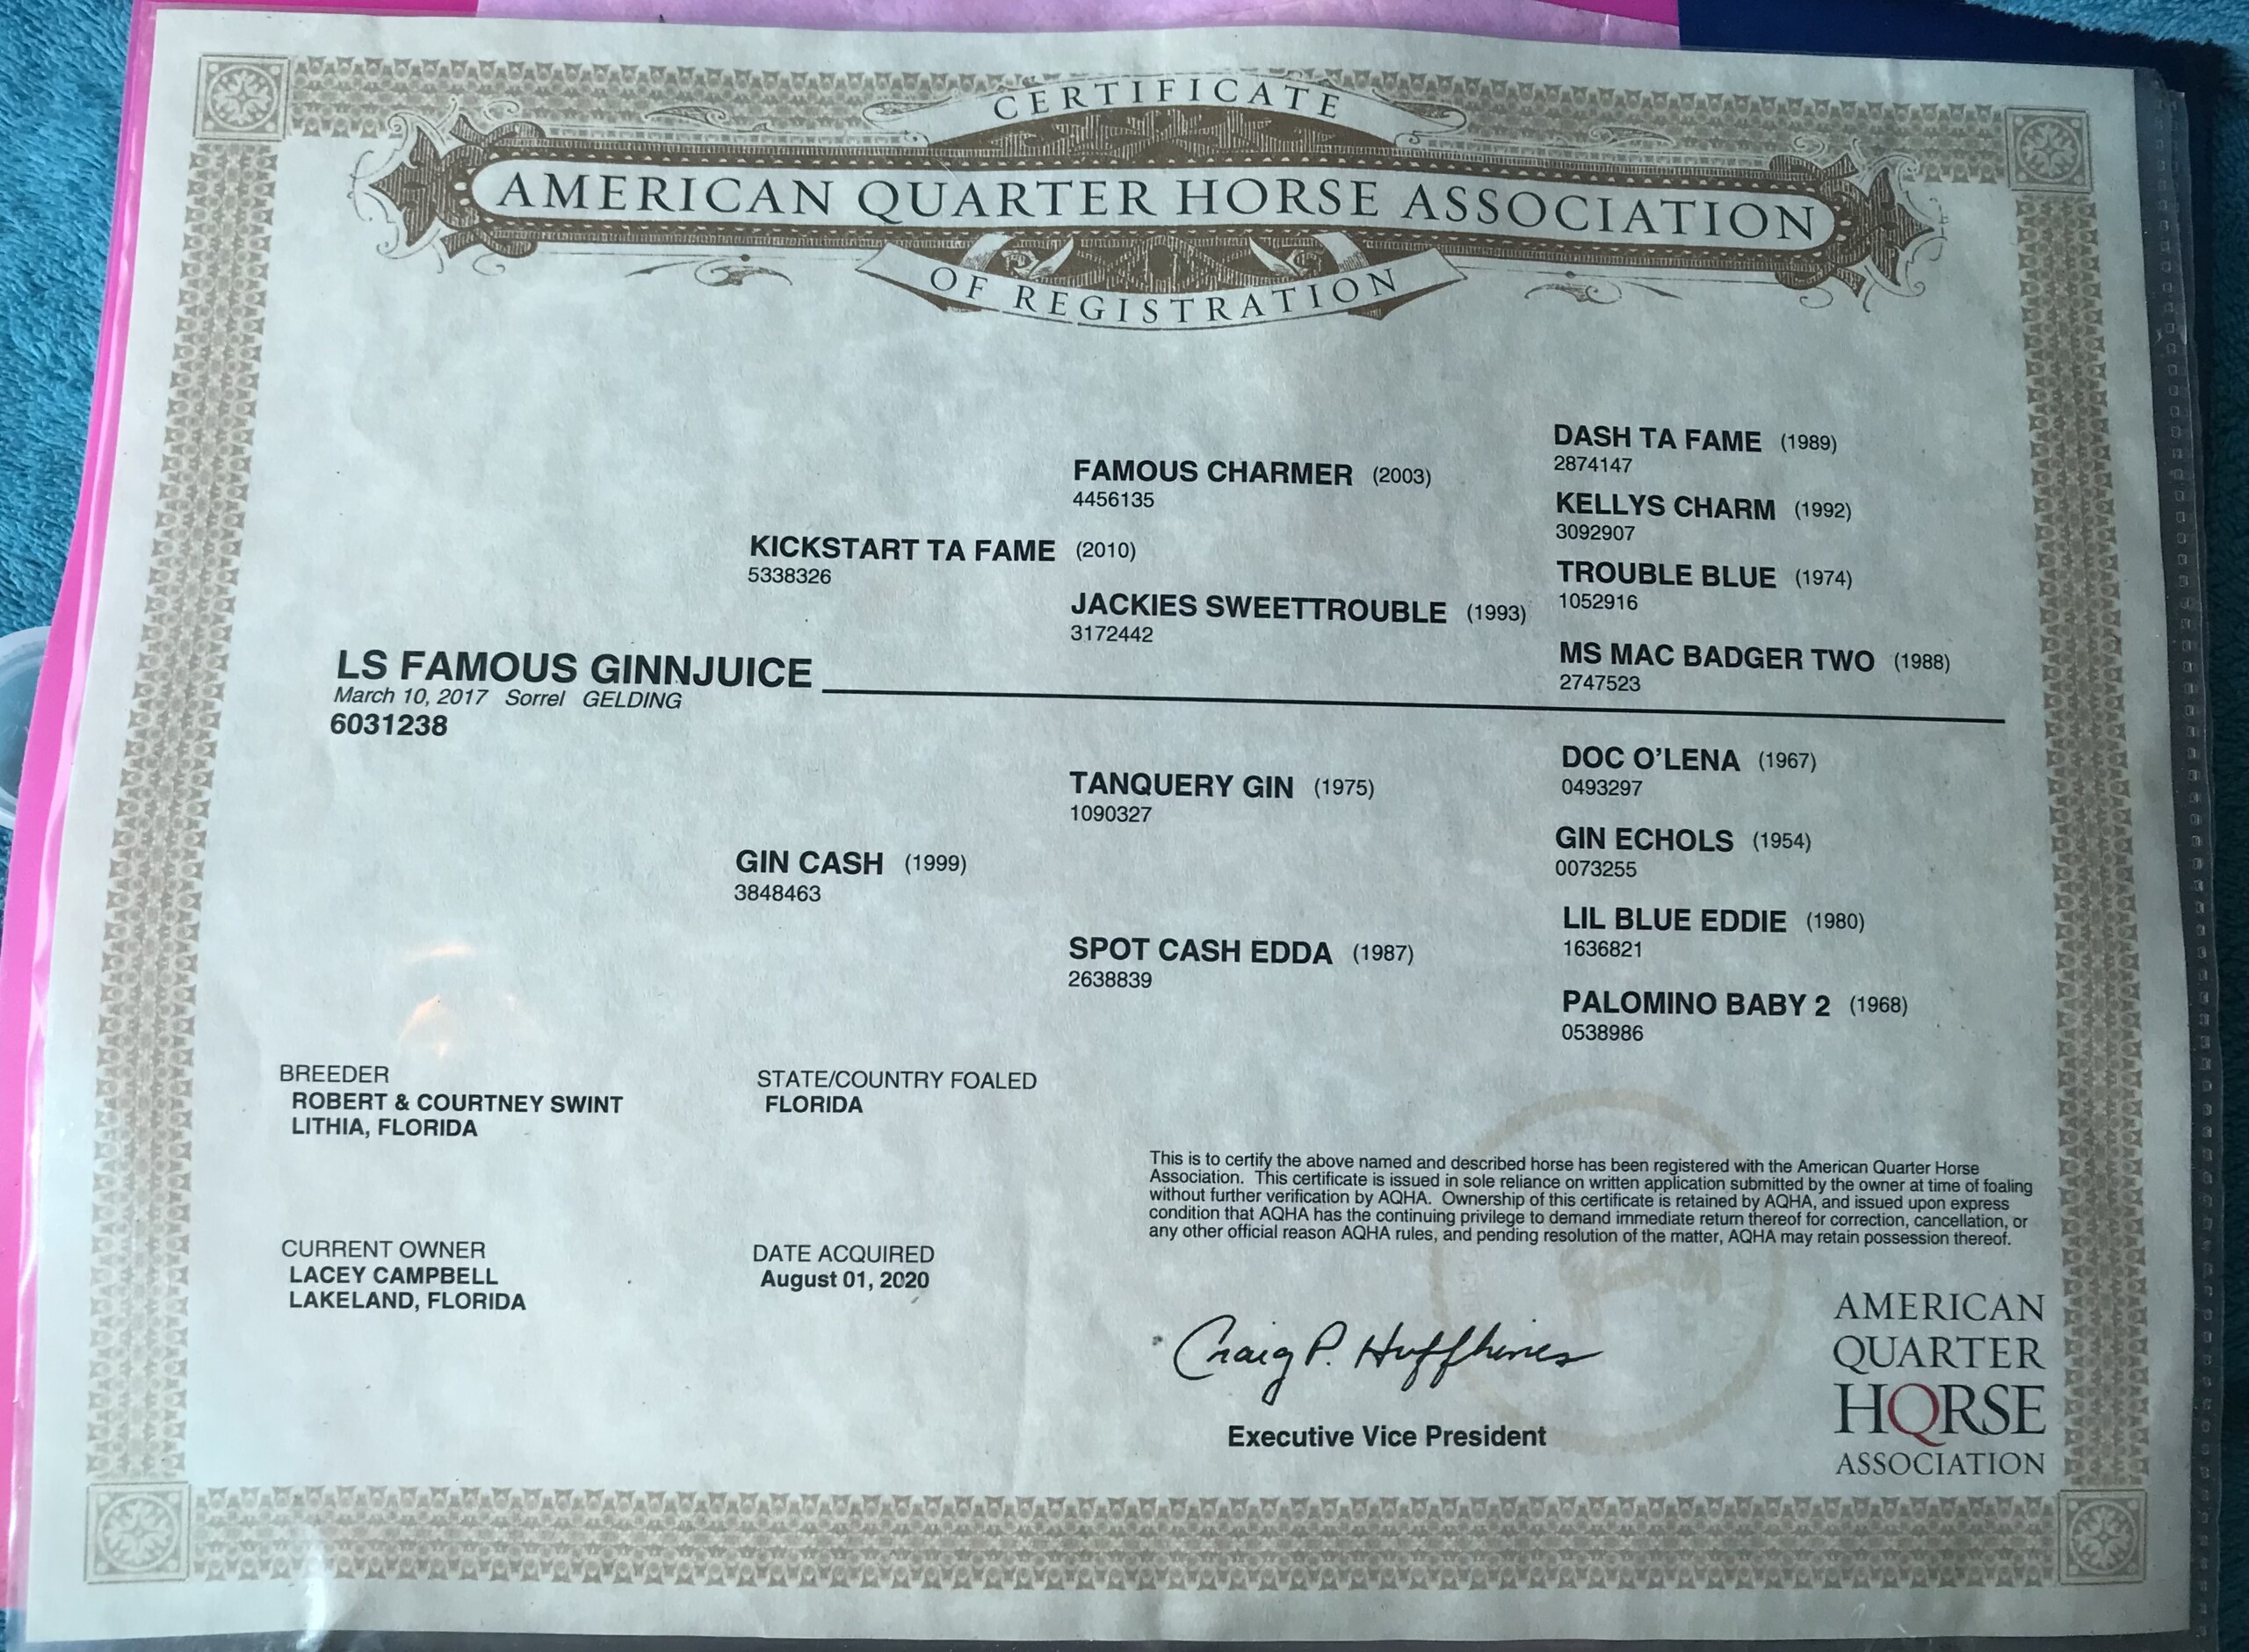 CERTIFICATE
AMERICAN QUARTER HORSE ASSOCIATION
OF REGISTRATION
DASH TA FAME (1989)
2874147
FAMOUS CHARMER (2003)
4456135
KELLYS CHARM (1992)
3092907
KICKSTART TA FAME (2010)
5338326
TROUBLE BLUE (1974)
1052916
JACKIES SWEETTROUBLE (1993)
3172442
MS MAC BADGER TWO (1988)
2747523
LS FAMOUS GINNJUICE
March 10, 2017 Sorrel GELDING
6031238
DOC O'LENA (1967)
0493297
TANQUERY GIN (1975)
1090327
GIN ECHOLS (1954)
0073255
GIN CASH (1999)
3848463
LIL BLUE EDDIE (1980)
1636821
SPOT CASH EDDA (1987)
2638839
PALOMINO BABY 2 (1968)
0538986
BREEDER
ROBERT & COURTNEY SWINT
LITHIA, FLORIDA
STATE/COUNTRY FOALED
FLORIDA
This is to certify the above named and described horse has been registered with the American Quarter Horse
Association. This certificate is issued in sole reliance on written application submitted by the owner at time of foaling
without further verification by AQHA. Ownership of this certificate is retained by AQHA, and issued upon express
condition that AQHA has the continuing privilege to demand immediate return thereof for correction, cancellation, or
any other official reason AQHA rules, and pending resolution of the matter, AQHA may retain possession thereof.
CURRENT OWNER
LACEY CAMPBELL
LAKELAND, FLORIDA
DATE ACQUIRED
August 01, 2020
Craig P. Huffhines
Executive Vice President
AMERICAN
QUARTER
HORSE
ASSOCIATION